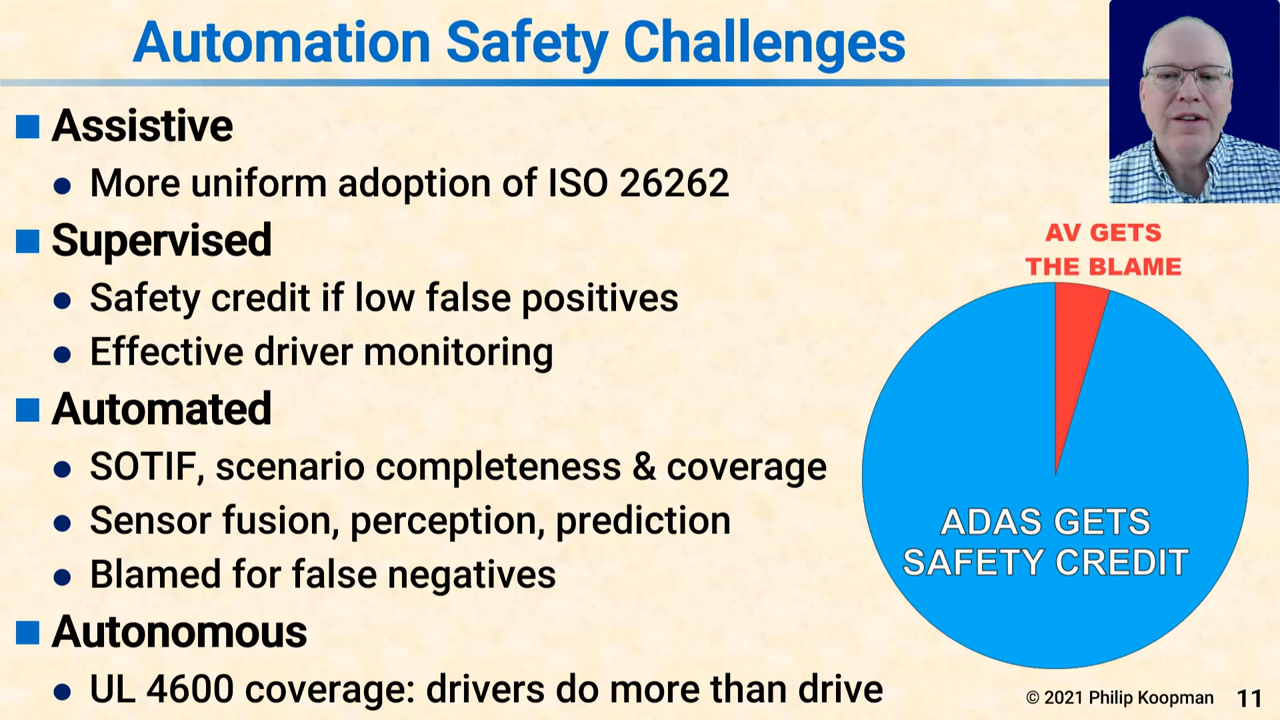 Automation Safety Challenges
Assistive
More uniform adoption of ISO 26262
Supervised
Safety credit if low false positives
Effective driver monitoring
Automated
SOTIF, scenario completeness & coverage
Sensor fusion, perception, prediction
Blamed for false negatives
Autonomous
UL 4600 coverage: drivers do more than drive
AV GETS
THE BLAME
ADAS GETS
SAFETY CREDIT
© 2021 Philip Koopman 11